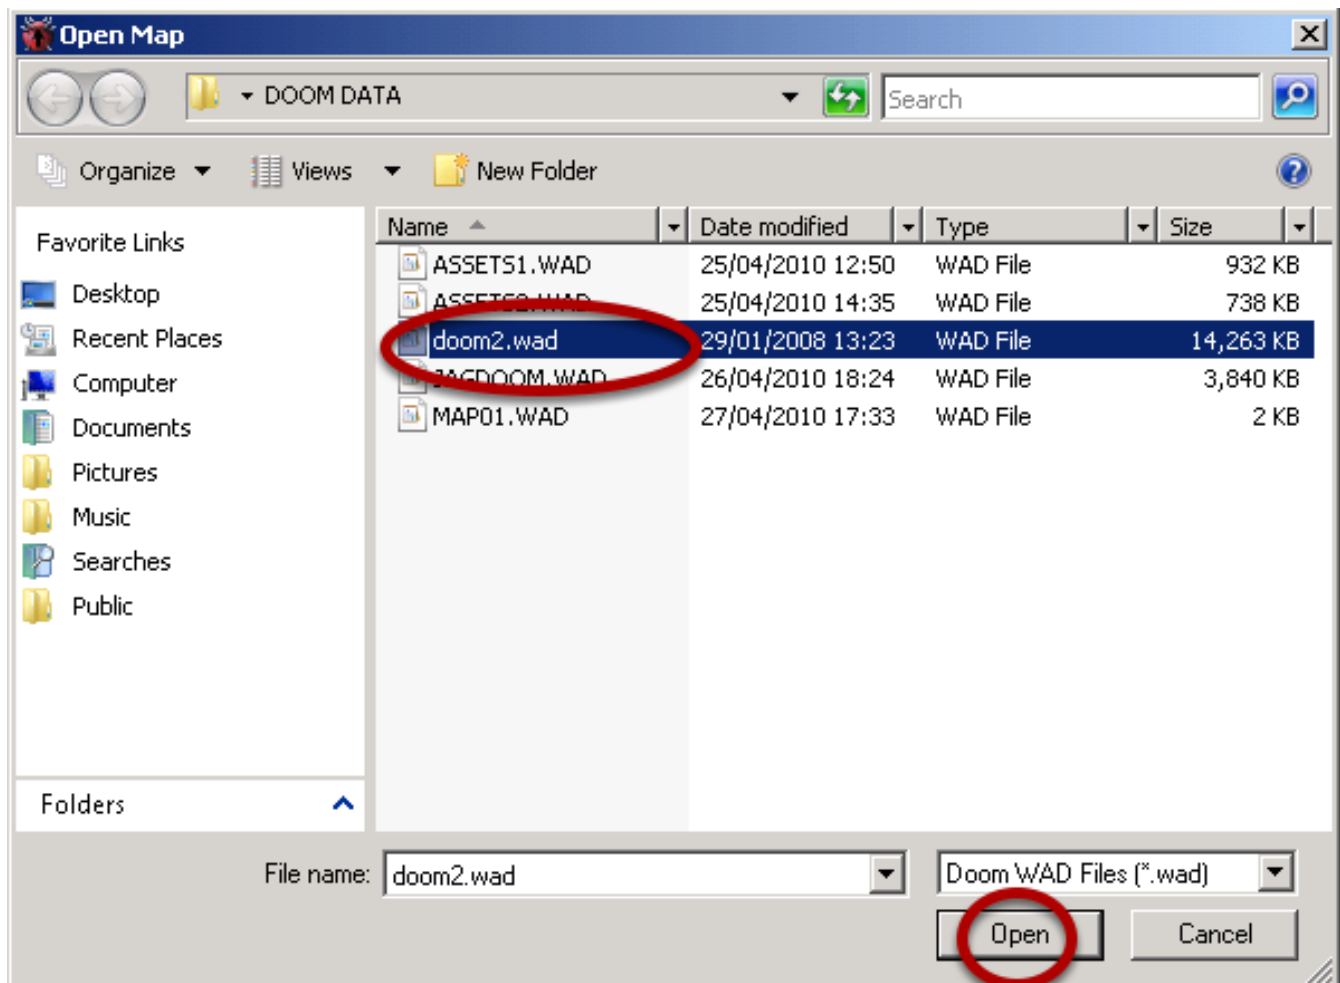 Open Map
DOOM DATA
Search
Organize Views New Folder
Favorite Links
Desktop
Recent Places
Computer
Documents
Pictures
Music
Searches
Public
Folders
Name Date modified Type Size
ASSETS1.WAD 25/04/2010 12:50 WAD File 932 KB
ASSETS2.WAD 25/04/2010 14:35 WAD File 738 KB
doom2.wad 29/01/2008 13:23 WAD File 14,263 KB
JAGDOOM.WAD 26/04/2010 18:24 WAD File 3,840 KB
MAP01.WAD 27/04/2010 17:33 WAD File 2 KB
File name: doom2.wad Doom WAD Files (*.wad)
Open Cancel